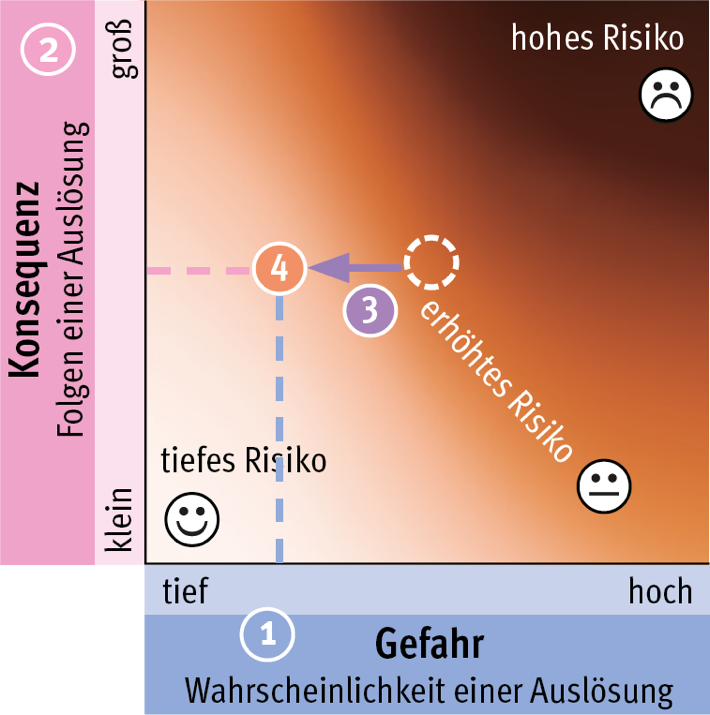 2
groß
hohes Risiko
Konsequenz
Folgen einer Auslösung
4
3
erhöhtes Risiko
tiefes Risiko
klein
tief
hoch
1
Gefahr
Wahrscheinlichkeit einer Auslösung